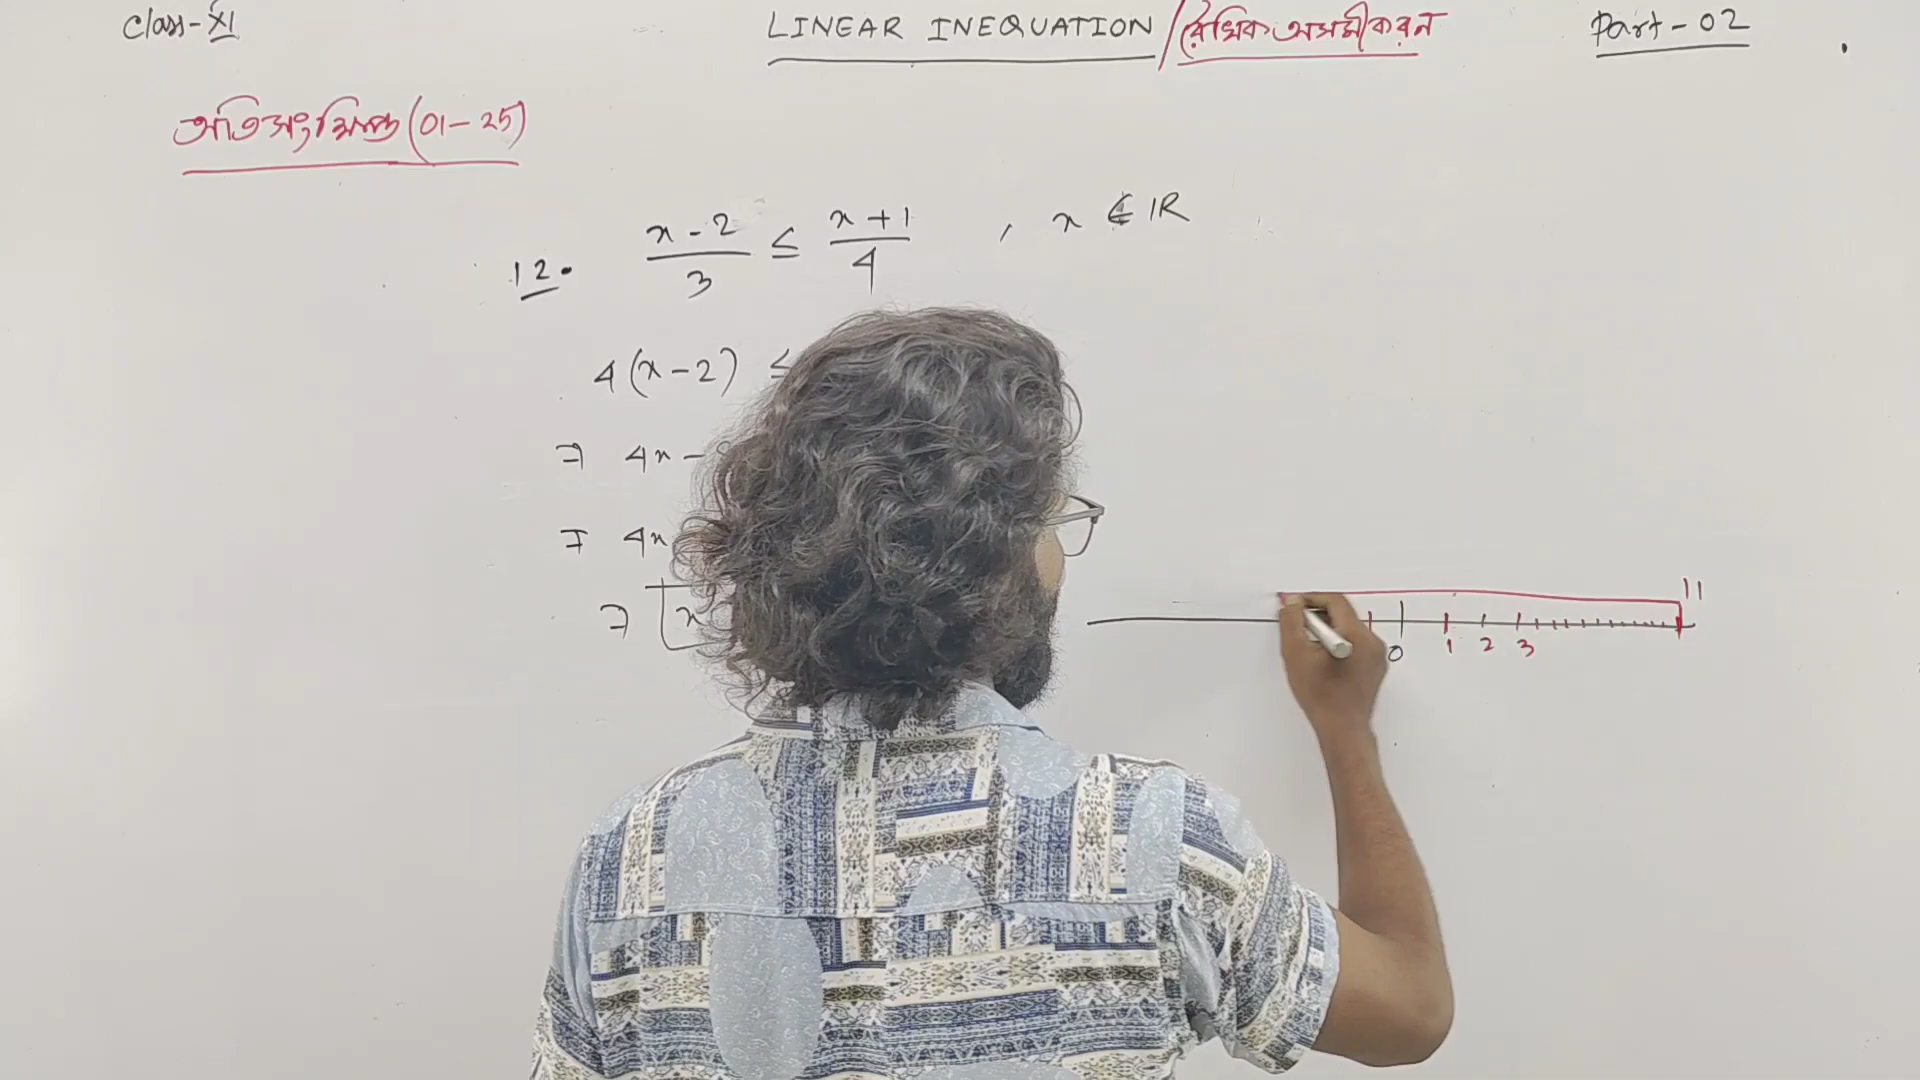 Class-XI LINEAR INEQUATION/রৈখিক অসমীকরন Part-02
অতিসংক্ষিপ্ত (01-25)
12. x-2/3 ≤ x+1/4 , x ∈ IR
4(x-2) ≤
⇒ 4x -
⇒ 4x
⇒ x
11
0 1 2 3